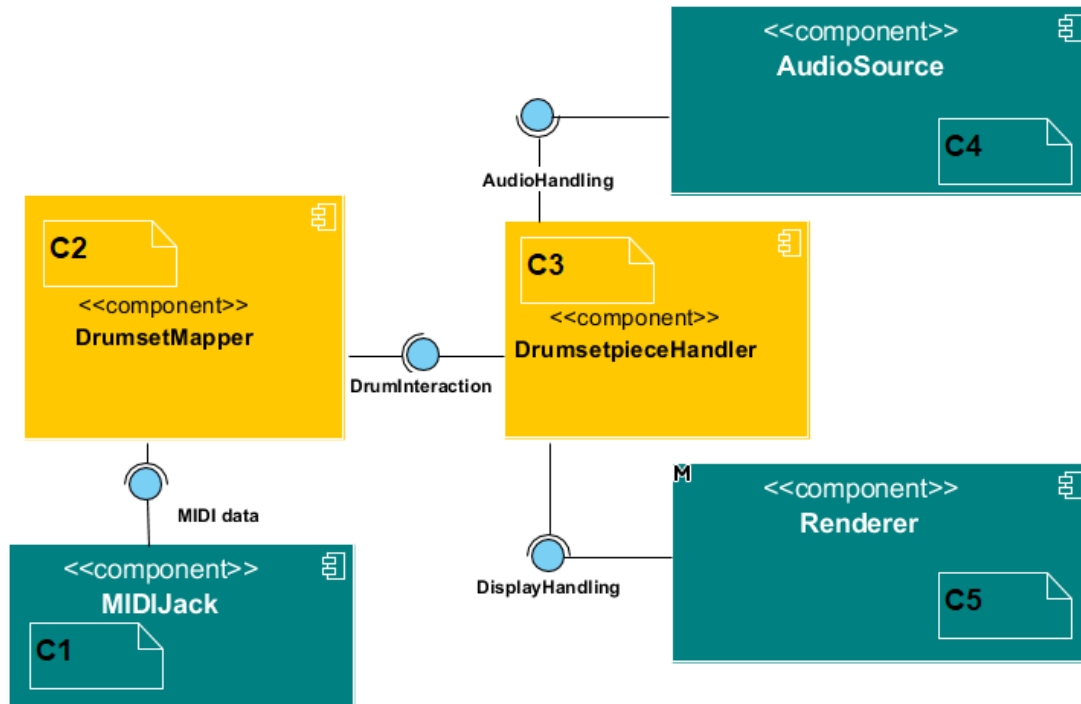 <<component>>
AudioSource
C4
AudioHandling
C2
<<component>>
DrumsetMapper
C3
<<component>>
DrumsetpieceHandler
DrumInteraction
MIDI data
<<component>>
MIDIJack
C1
M
<<component>>
Renderer
C5
DisplayHandling